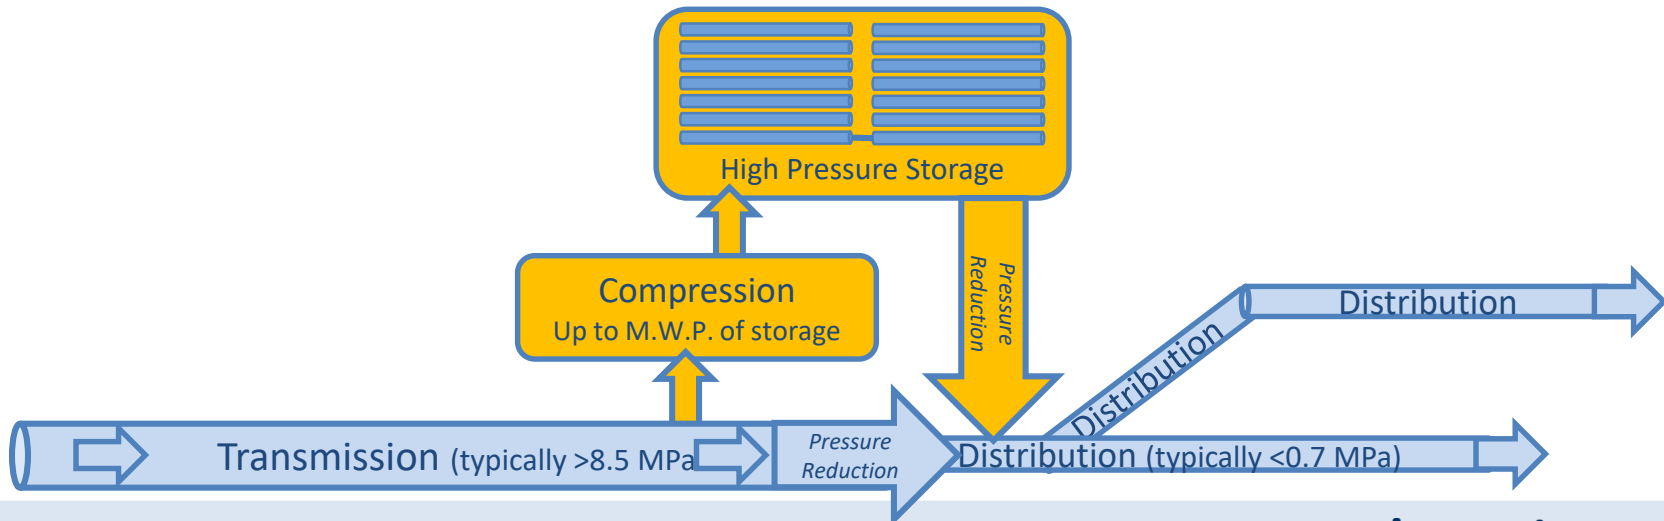 High Pressure Storage
Compression
Up to M.W.P. of storage
Pressure
Reduction
Distribution
Distribution
Transmission (typically >8.5 MPa
Pressure
Reduction
Distribution (typically <0.7 MPa)